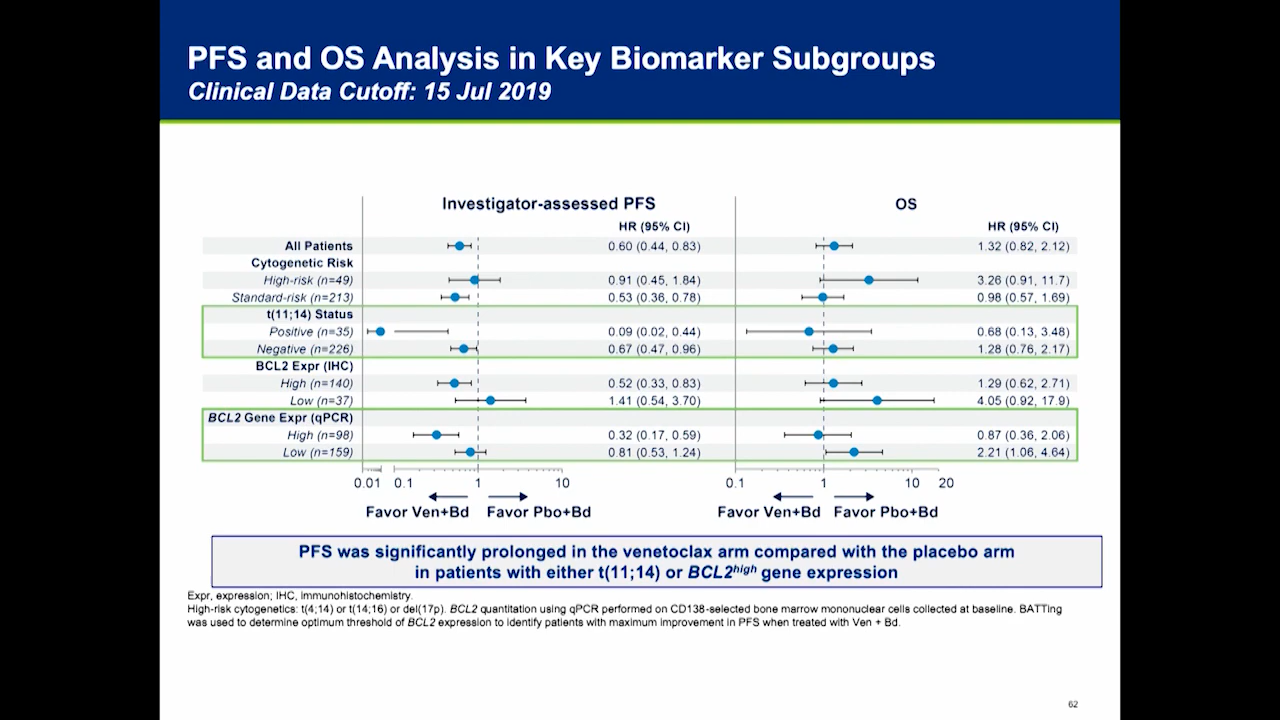 PFS and OS Analysis in Key Biomarker Subgroups
Clinical Data Cutoff: 15 Jul 2019
Investigator-assessed PFS OS
HR (95% CI) HR (95% CI)
All Patients 0.60 (0.44, 0.83) 1.32 (0.82, 2.12)
Cytogenetic Risk
High-risk (n=49) 0.91 (0.45, 1.84) 3.26 (0.91, 11.7)
Standard-risk (n=213) 0.53 (0.36, 0.78) 0.98 (0.57, 1.69)
t(11;14) Status
Positive (n=35) 0.09 (0.02, 0.44) 0.68 (0.13, 3.48)
Negative (n=226) 0.67 (0.47, 0.96) 1.28 (0.76, 2.17)
BCL2 Expr (IHC)
High (n=140) 0.52 (0.33, 0.83) 1.29 (0.62, 2.71)
Low (n=37) 1.41 (0.54, 3.70) 4.05 (0.92, 17.9)
BCL2 Gene Expr (qPCR)
High (n=98) 0.32 (0.17, 0.59) 0.87 (0.36, 2.06)
Low (n=159) 0.81 (0.53, 1.24) 2.21 (1.06, 4.64)
0.01 0.1 1 10 0.1 1 10 20
Favor Ven+Bd Favor Pbo+Bd Favor Ven+Bd Favor Pbo+Bd
PFS was significantly prolonged in the venetoclax arm compared with the placebo arm
in patients with either t(11;14) or BCL2high gene expression
Expr, expression; IHC, immunohistochemistry.
High-risk cytogenetics: t(4;14) or t(14;16) or del(17p). BCL2 quantitation using qPCR performed on CD138-selected bone marrow mononuclear cells collected at baseline. BATTing
was used to determine optimum threshold of BCL2 expression to identify patients with maximum improvement in PFS when treated with Ven + Bd.
62